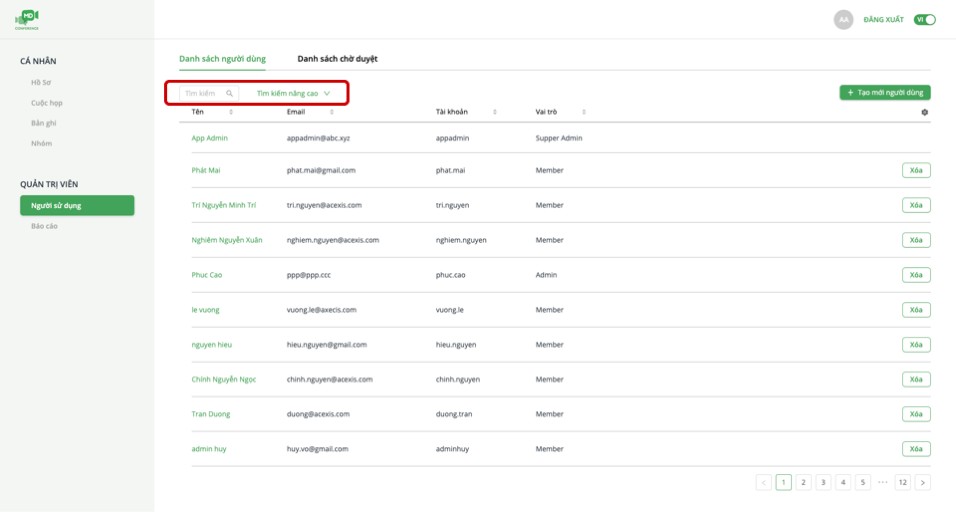 MD
CONFERENCE
AA ĐĂNG XUẤT VI
CÁ NHÂN
Hồ Sơ
Cuộc họp
Bản ghi
Nhóm
QUẢN TRỊ VIÊN
Người sử dụng
Báo cáo
Danh sách người dùng Danh sách chờ duyệt
Tìm kiếm Tìm kiếm nâng cao + Tạo mới người dùng
Tên Email Tài khoản Vai trò
App Admin appadmin@abc.xyz appadmin Supper Admin
Phát Mai phat.mai@gmail.com phat.mai Member Xóa
Trí Nguyễn Minh Trí tri.nguyen@acexis.com tri.nguyen Member Xóa
Nghiêm Nguyễn Xuân nghiem.nguyen@acexis.com nghiem.nguyen Member Xóa
Phuc Cao ppp@ppp.ccc phuc.cao Admin Xóa
le vuong vuong.le@axecis.com vuong.le Member Xóa
nguyen hieu hieu.nguyen@gmail.com hieu.nguyen Member Xóa
Chính Nguyễn Ngọc chinh.nguyen@acexis.com chinh.nguyen Member Xóa
Tran Duong duong@acexis.com duong.tran Member Xóa
admin huy huy.vo@gmail.com adminhuy Member Xóa
< 1 2 3 4 5 ••• 12 >